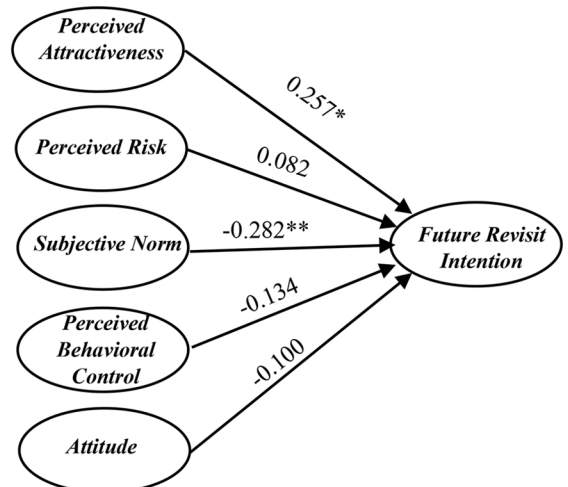 Perceived
Attractiveness
0.257*
Perceived Risk
0.082
Subjective Norm
-0.282**
Future Revisit
Intention
Perceived
Behavioral
Control
-0.134
Attitude
-0.100